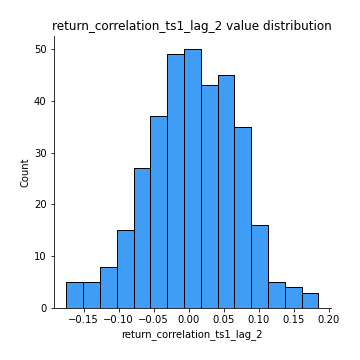 return_correlation_ts1_lag_2 value distribution
50
40
30
20
10
0
Count
−0.15 −0.10 −0.05 0.00 0.05 0.10 0.15 0.20
return_correlation_ts1_lag_2